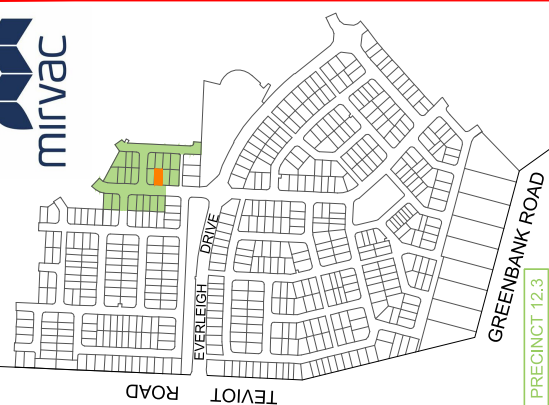 mirvac
EVERLEIGH DRIVE
GREENBANK ROAD
TEVIOT ROAD
PRECINCT 12.3